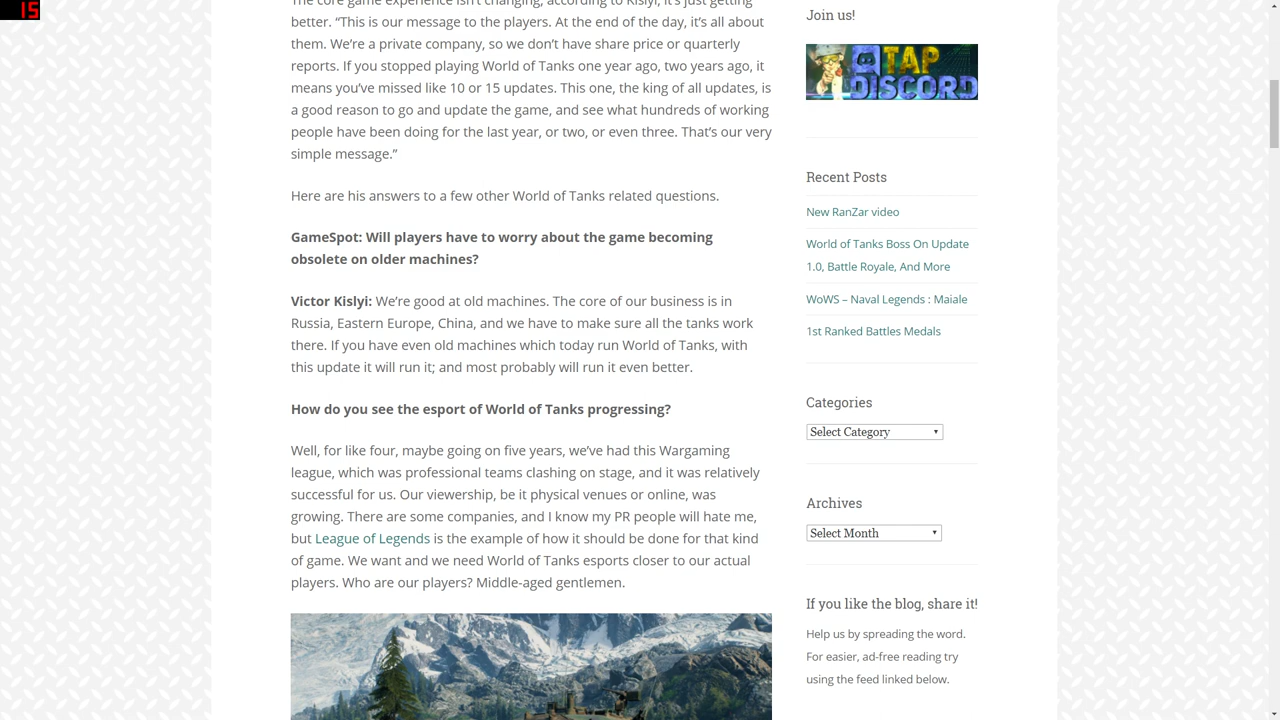 15
The core game experience isn't changing, according to Kislyi, it's just getting
better. “This is our message to the players. At the end of the day, it’s all about
them. We’re a private company, so we don’t have share price or quarterly
reports. If you stopped playing World of Tanks one year ago, two years ago, it
means you’ve missed like 10 or 15 updates. This one, the king of all updates, is
a good reason to go and update the game, and see what hundreds of working
people have been doing for the last year, or two, or even three. That’s our very
simple message.”
Here are his answers to a few other World of Tanks related questions.
GameSpot: Will players have to worry about the game becoming
obsolete on older machines?
Victor Kislyi: We’re good at old machines. The core of our business is in
Russia, Eastern Europe, China, and we have to make sure all the tanks work
there. If you have even old machines which today run World of Tanks, with
this update it will run it; and most probably will run it even better.
How do you see the esport of World of Tanks progressing?
Well, for like four, maybe going on five years, we’ve had this Wargaming
league, which was professional teams clashing on stage, and it was relatively
successful for us. Our viewership, be it physical venues or online, was
growing. There are some companies, and I know my PR people will hate me,
but League of Legends is the example of how it should be done for that kind
of game. We want and we need World of Tanks esports closer to our actual
players. Who are our players? Middle-aged gentlemen.
Join us!
TAP
DISCORD
Recent Posts
New RanZar video
World of Tanks Boss On Update
1.0, Battle Royale, And More
WoWS – Naval Legends : Maiale
1st Ranked Battles Medals
Categories
Select Category
Archives
Select Month
If you like the blog, share it!
Help us by spreading the word.
For easier, ad-free reading try
using the feed linked below.